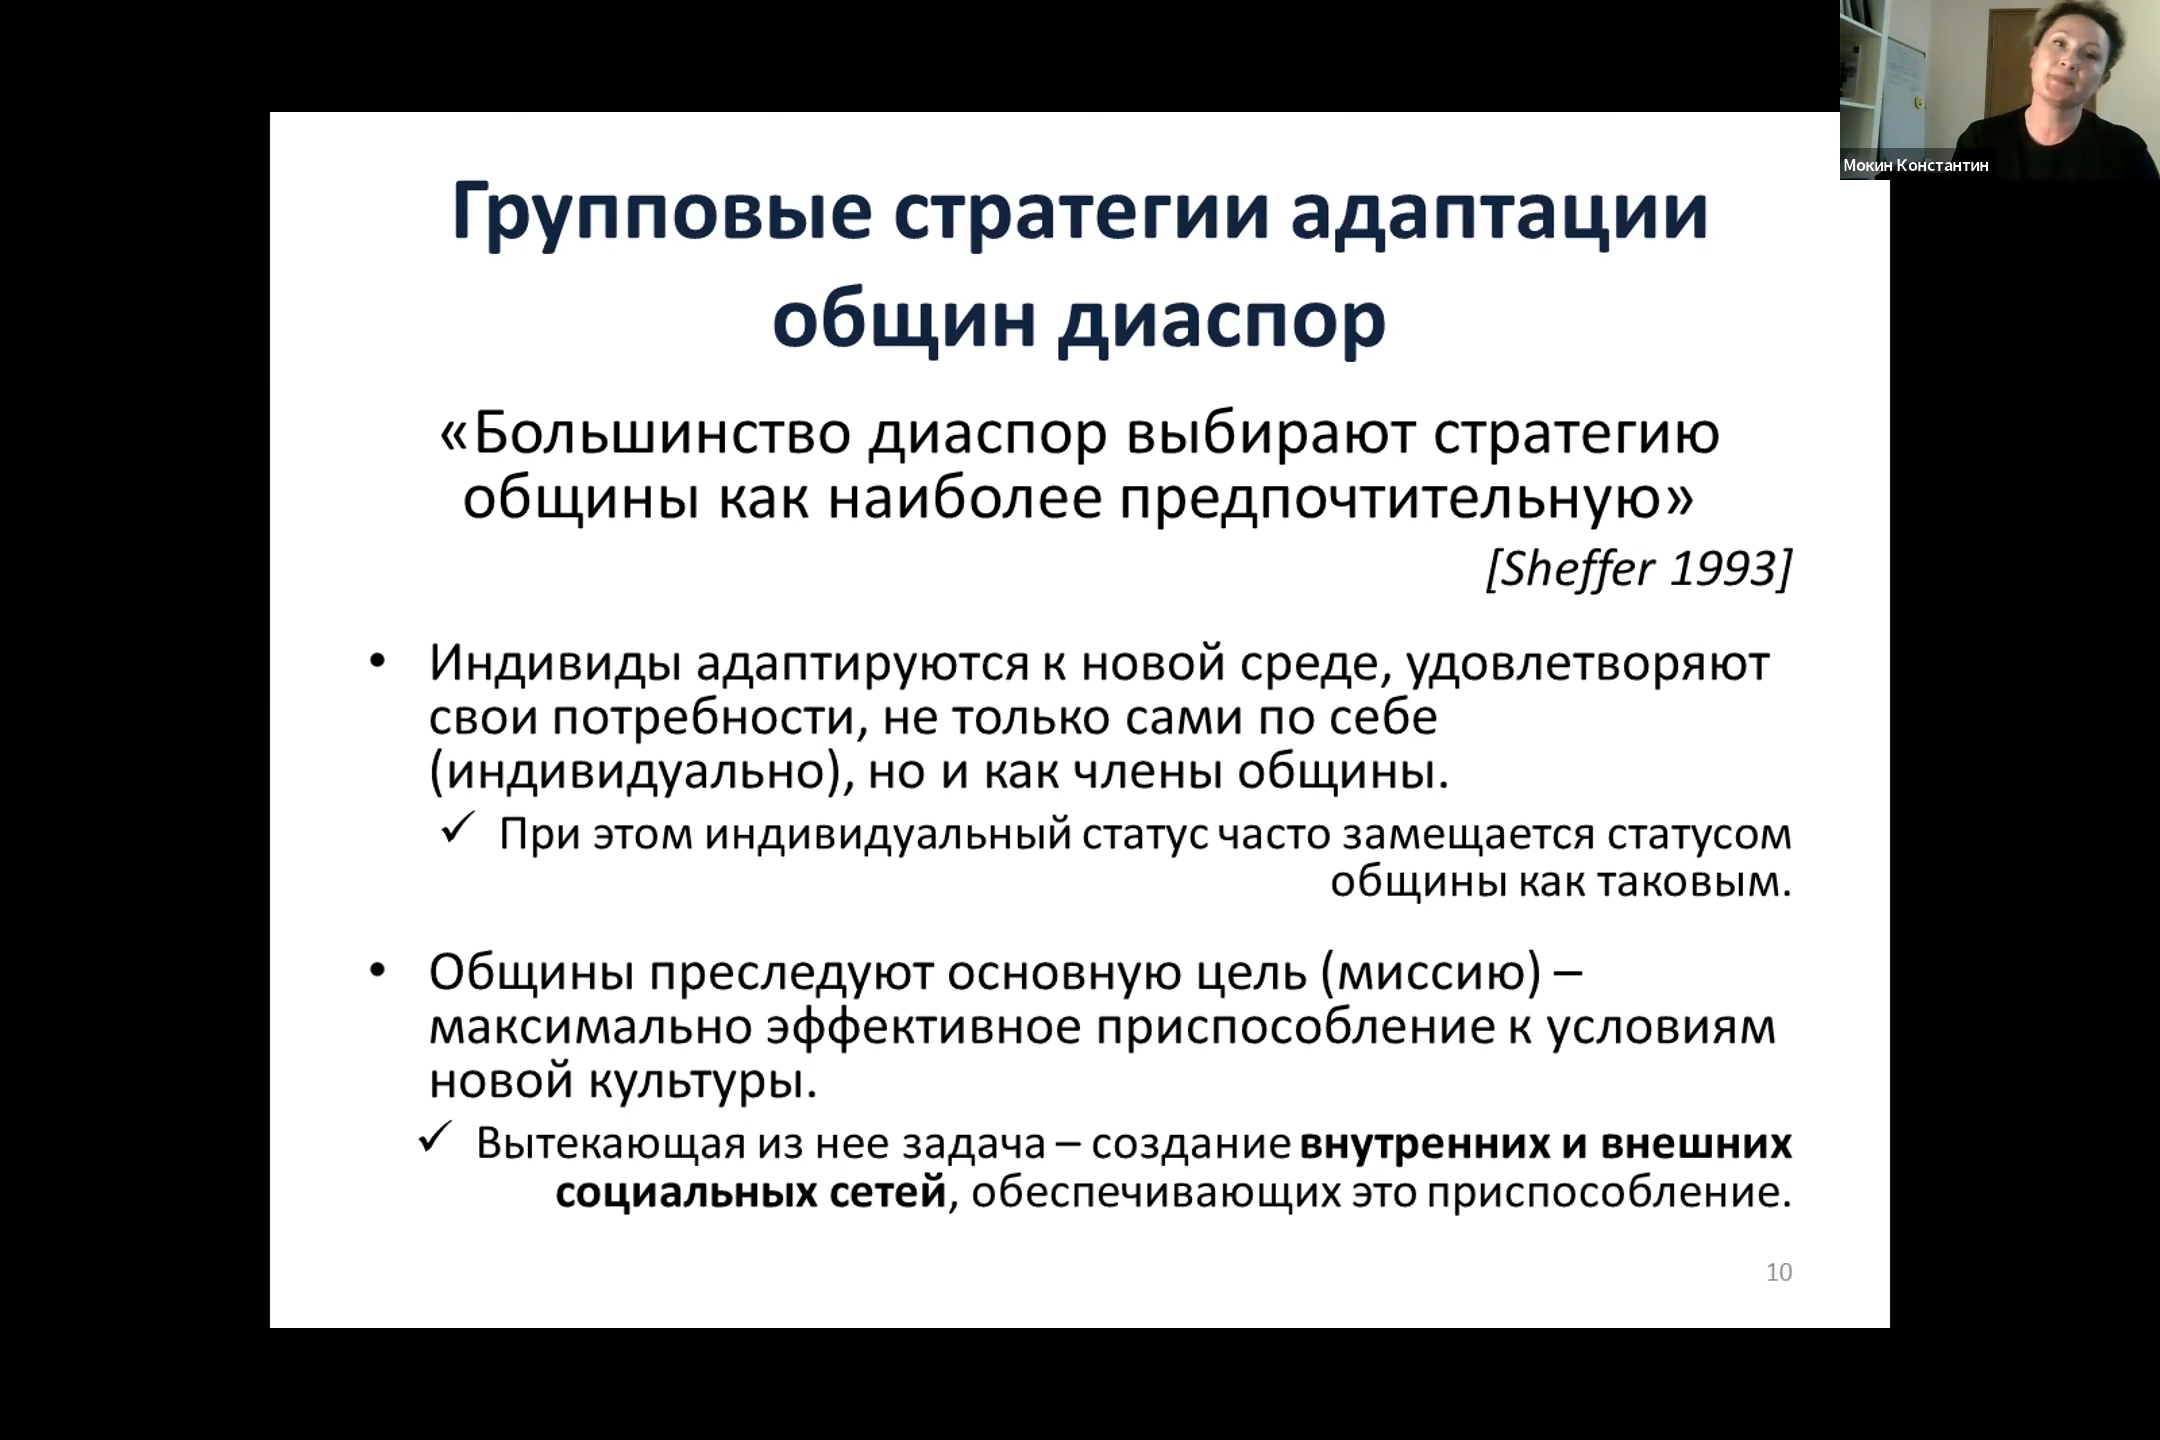 Мокин Константин
Групповые стратегии адаптации
общин диаспор
«Большинство диаспор выбирают стратегию
общины как наиболее предпочтительную»
[Sheffer 1993]
• Индивиды адаптируются к новой среде, удовлетворяют
свои потребности, не только сами по себе
(индивидуально), но и как члены общины.
✓ При этом индивидуальный статус часто замещается статусом
общины как таковым.
• Общины преследуют основную цель (миссию) –
максимально эффективное приспособление к условиям
новой культуры.
✓ Вытекающая из нее задача – создание внутренних и внешних
социальных сетей, обеспечивающих это приспособление.
10